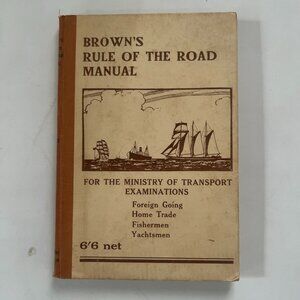 BROWN'S
RULE OF THE ROAD
MANUAL
FOR THE MINISTRY OF TRANSPORT
EXAMINATIONS
Foreign Going
Home Trade
Fishermen
Yachtsmen
6'6 net